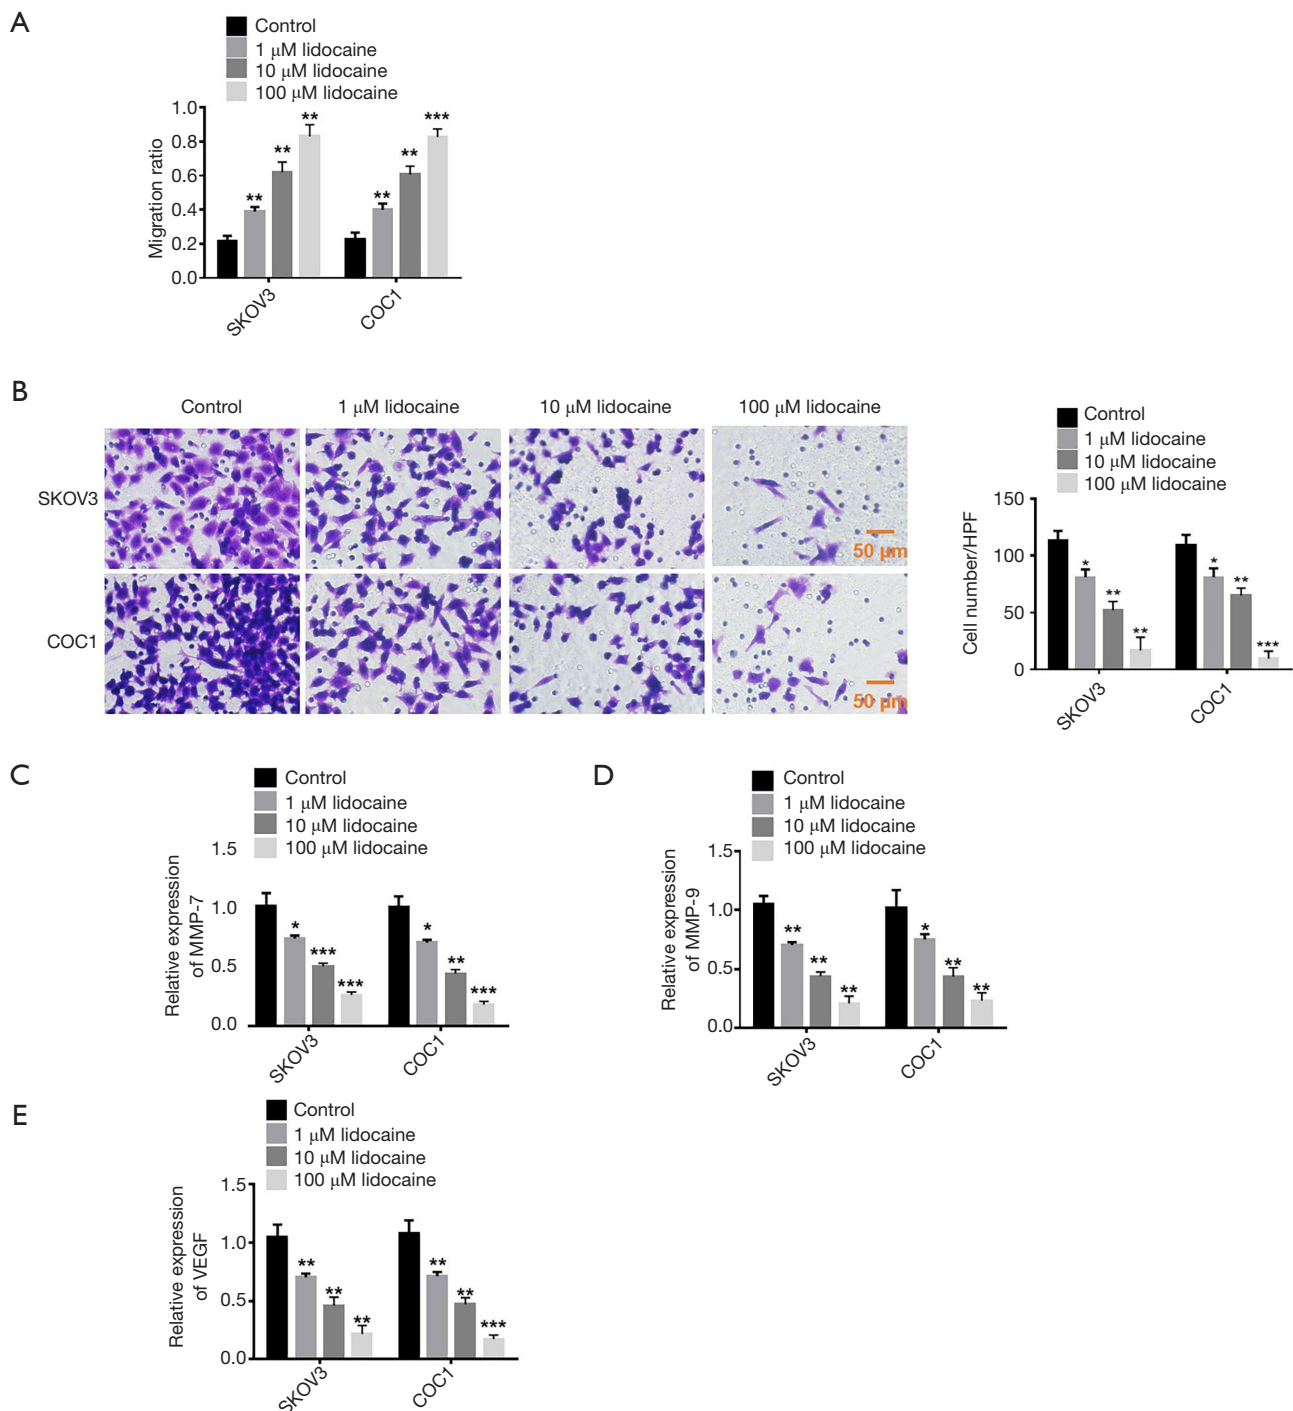 A
Control
1 μM lidocaine
10 μM lidocaine
100 μM lidocaine
Migration ratio
1.0
0.8
0.6
0.4
0.2
0.0
** ** ** ** ** ***
SKOV3 COC1
B
Control 1 μM lidocaine 10 μM lidocaine 100 μM lidocaine
SKOV3
50 μm
COC1
50 μm
Control
1 μM lidocaine
10 μM lidocaine
100 μM lidocaine
Cell number/HPF
150
100
50
0
* ** ** * ** ***
SKOV3 COC1
C
Control
1 μM lidocaine
10 μM lidocaine
100 μM lidocaine
Relative expression
of MMP-7
1.5
1.0
0.5
0.0
* *** *** * ** ***
SKOV3 COC1
D
Control
1 μM lidocaine
10 μM lidocaine
100 μM lidocaine
Relative expression
of MMP-9
1.5
1.0
0.5
0.0
** ** ** * ** **
SKOV3 COC1
E
Control
1 μM lidocaine
10 μM lidocaine
100 μM lidocaine
Relative expression
of VEGF
1.5
1.0
0.5
0.0
** ** ** ** ** ***
SKOV3 COC1